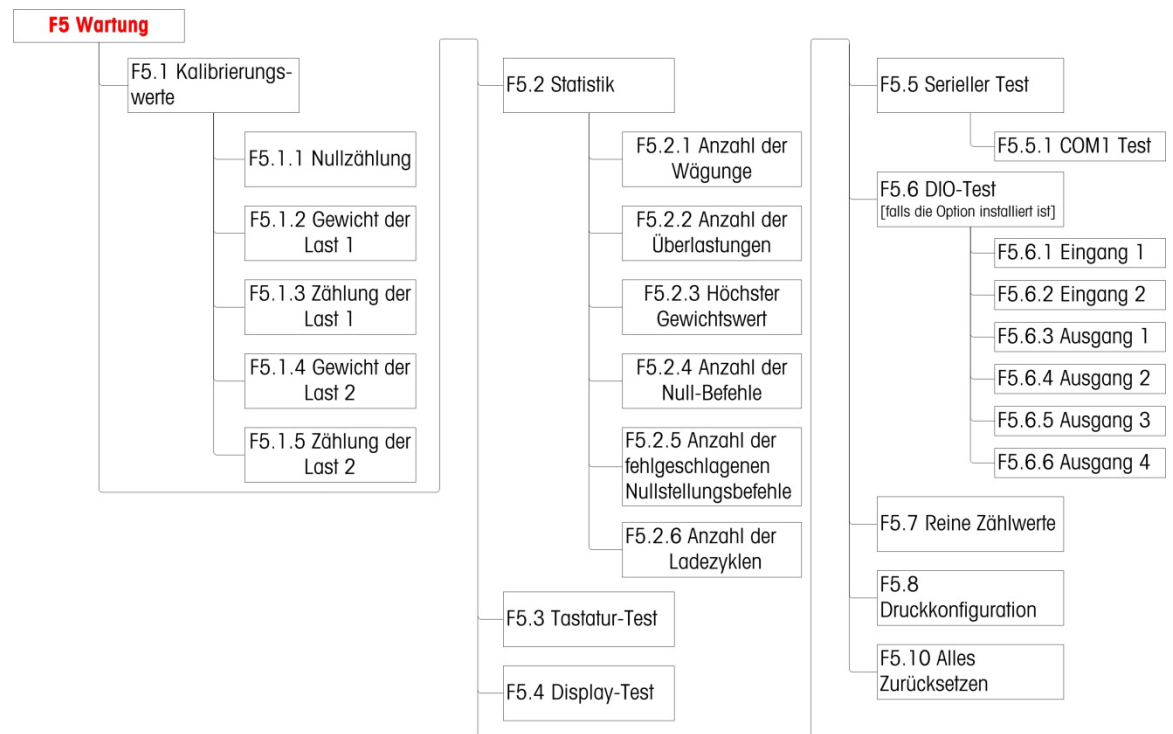 F5 Wartung
F5.1 Kalibrierungs-
werte
F5.1.1 Nullzählung
F5.1.2 Gewicht der
Last 1
F5.1.3 Zählung der
Last 1
F5.1.4 Gewicht der
Last 2
F5.1.5 Zählung der
Last 2
F5.2 Statistik
F5.2.1 Anzahl der
Wägunge
F5.2.2 Anzahl der
Überlastungen
F5.2.3 Höchster
Gewichtswert
F5.2.4 Anzahl der
Null-Befehle
F5.2.5 Anzahl der
fehlgeschlagenen
Nullstellungsbefehle
F5.2.6 Anzahl der
Ladezyklen
F5.3 Tastatur-Test
F5.4 Display-Test
F5.5 Serieller Test
F5.5.1 COM1 Test
F5.6 DIO-Test
[falls die Option installiert ist]
F5.6.1 Eingang 1
F5.6.2 Eingang 2
F5.6.3 Ausgang 1
F5.6.4 Ausgang 2
F5.6.5 Ausgang 3
F5.6.6 Ausgang 4
F5.7 Reine Zählwerte
F5.8
Druckkonfiguration
F5.10 Alles
Zurücksetzen